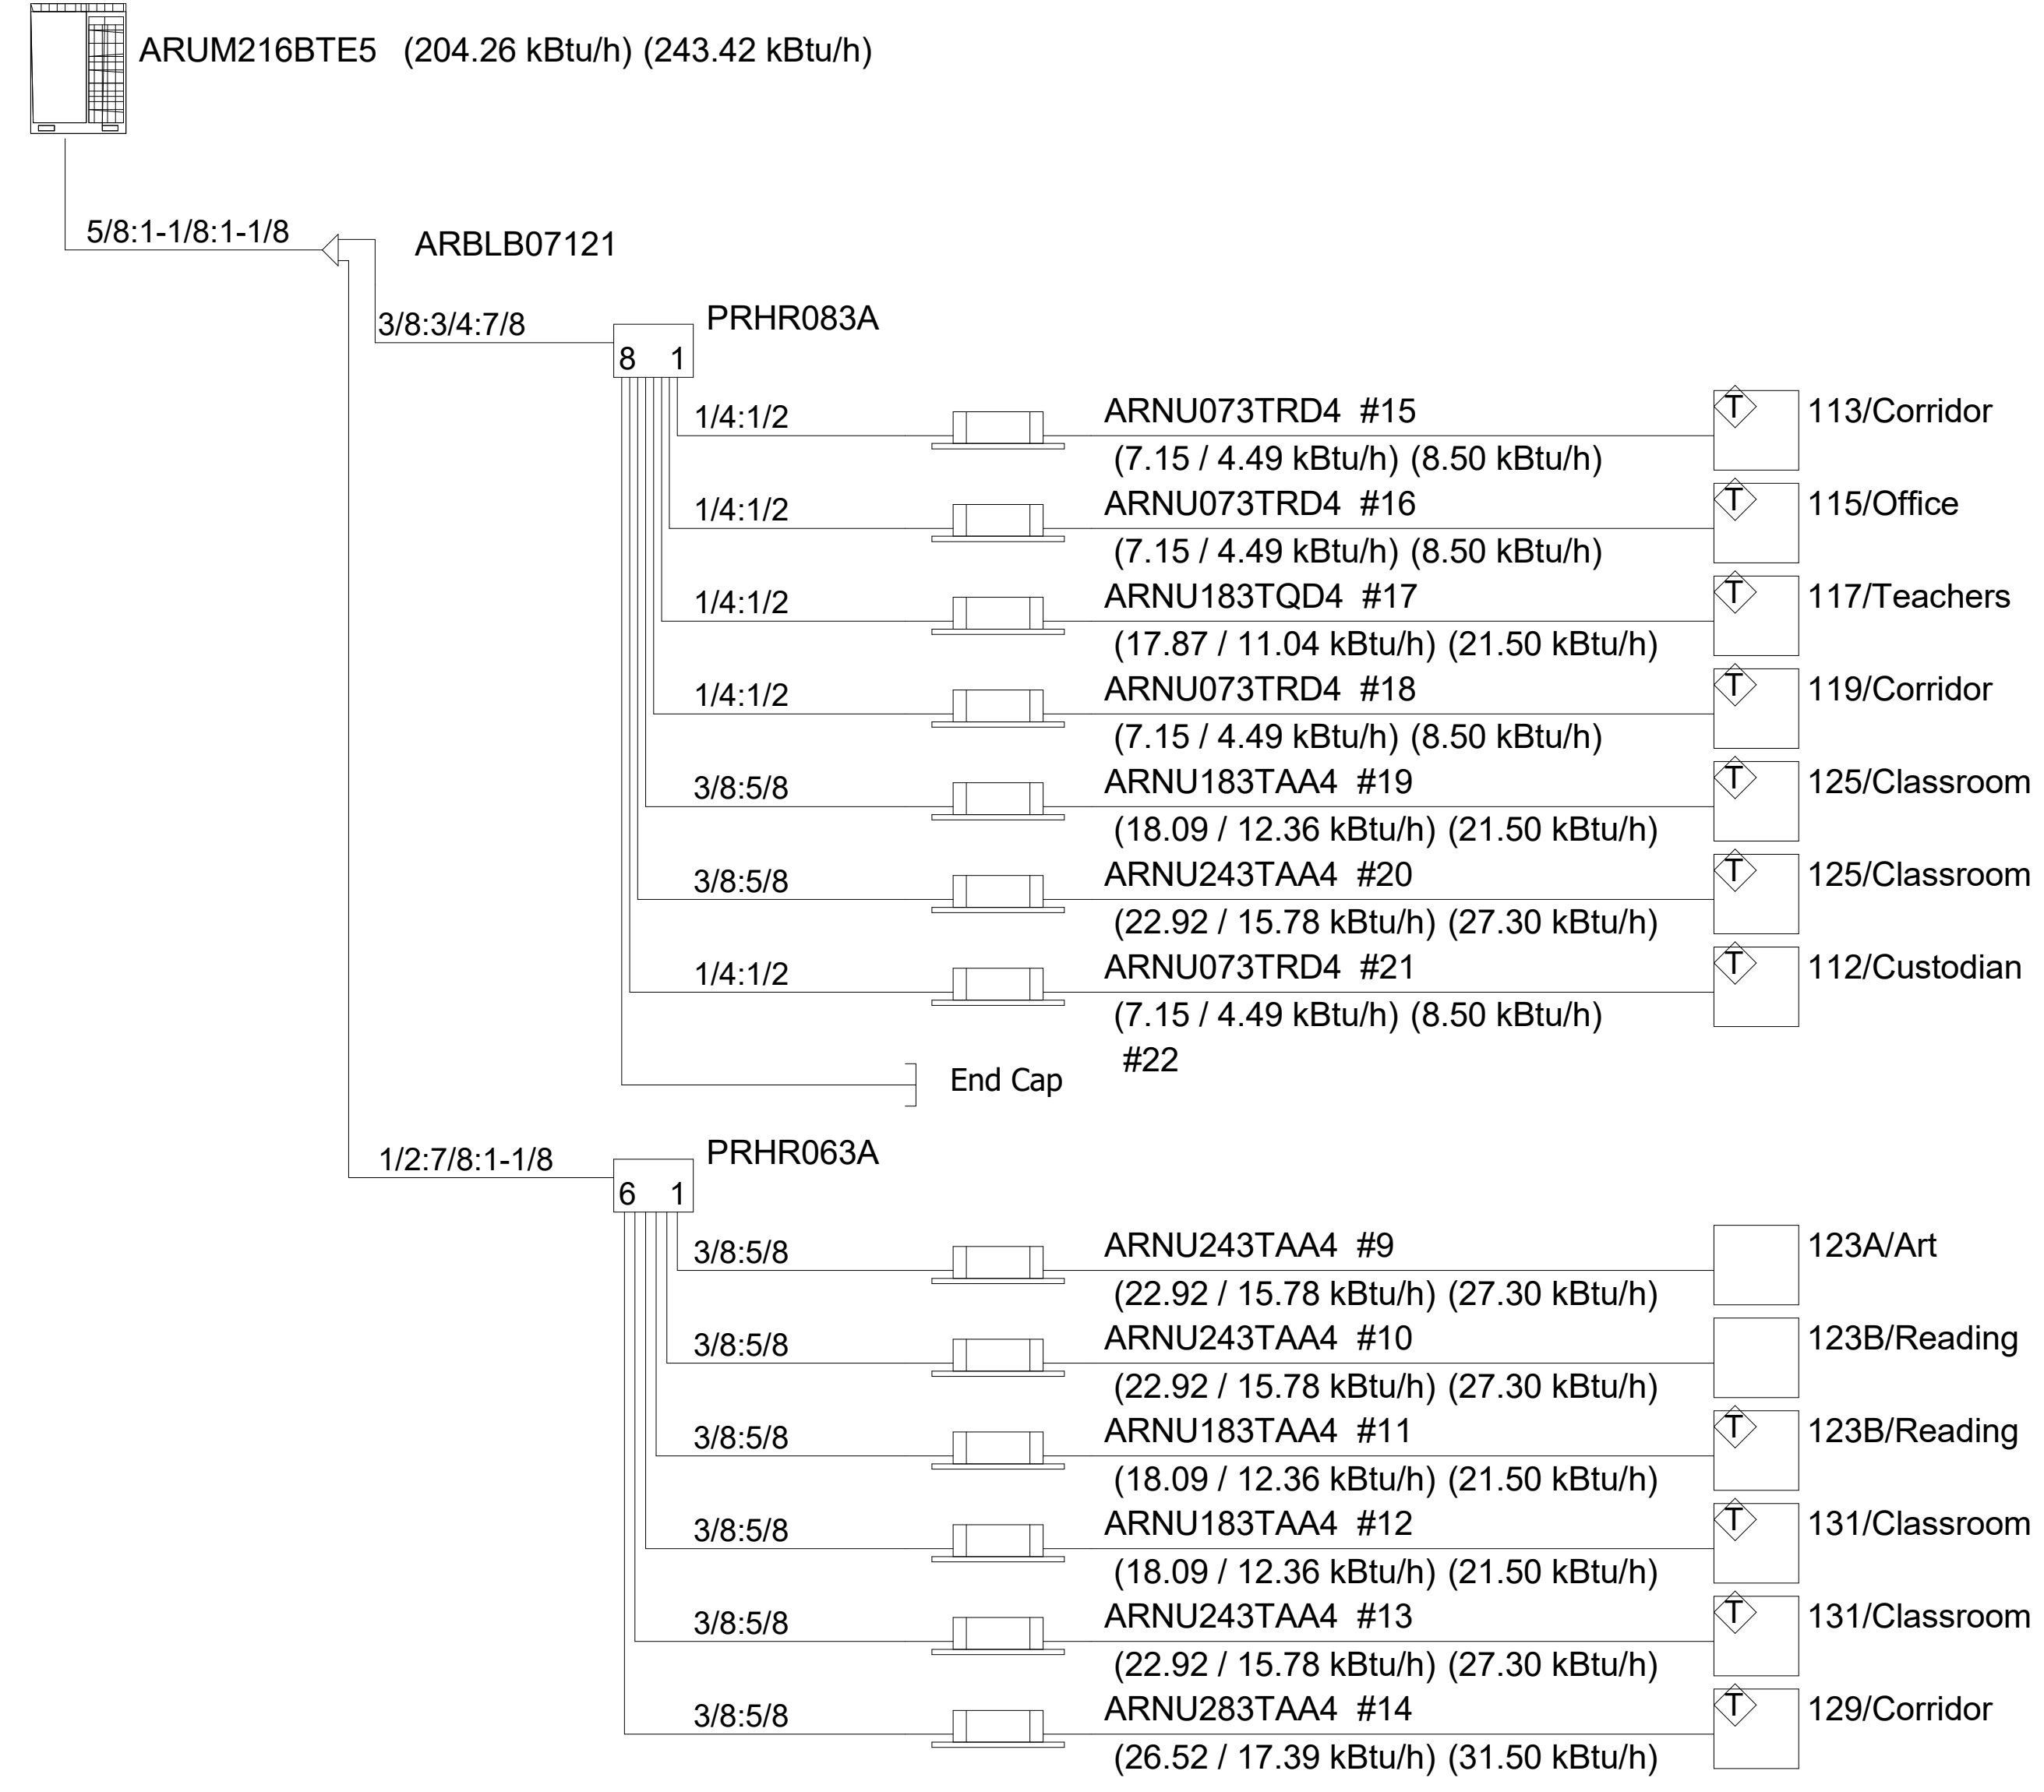 ARUM216BTE5 (204.26 kBtu/h) (243.42 kBtu/h)
5/8:1-1/8:1-1/8
ARBLB07121
3/8:3/4:7/8
PRHR083A
8 1
1/4:1/2
ARNU073TRD4 #15
T
113/Corridor
(7.15 / 4.49 kBtu/h) (8.50 kBtu/h)
1/4:1/2
ARNU073TRD4 #16
T
115/Office
(7.15 / 4.49 kBtu/h) (8.50 kBtu/h)
1/4:1/2
ARNU183TQD4 #17
T
117/Teachers
(17.87 / 11.04 kBtu/h) (21.50 kBtu/h)
1/4:1/2
ARNU073TRD4 #18
T
119/Corridor
(7.15 / 4.49 kBtu/h) (8.50 kBtu/h)
3/8:5/8
ARNU183TAA4 #19
T
125/Classroom
(18.09 / 12.36 kBtu/h) (21.50 kBtu/h)
3/8:5/8
ARNU243TAA4 #20
T
125/Classroom
(22.92 / 15.78 kBtu/h) (27.30 kBtu/h)
1/4:1/2
ARNU073TRD4 #21
T
112/Custodian
(7.15 / 4.49 kBtu/h) (8.50 kBtu/h)
#22
End Cap
1/2:7/8:1-1/8
PRHR063A
6 1
3/8:5/8
ARNU243TAA4 #9
123A/Art
(22.92 / 15.78 kBtu/h) (27.30 kBtu/h)
3/8:5/8
ARNU243TAA4 #10
123B/Reading
(22.92 / 15.78 kBtu/h) (27.30 kBtu/h)
3/8:5/8
ARNU183TAA4 #11
T
123B/Reading
(18.09 / 12.36 kBtu/h) (21.50 kBtu/h)
3/8:5/8
ARNU183TAA4 #12
T
131/Classroom
(18.09 / 12.36 kBtu/h) (21.50 kBtu/h)
3/8:5/8
ARNU243TAA4 #13
T
131/Classroom
(22.92 / 15.78 kBtu/h) (27.30 kBtu/h)
3/8:5/8
ARNU283TAA4 #14
T
129/Corridor
(26.52 / 17.39 kBtu/h) (31.50 kBtu/h)